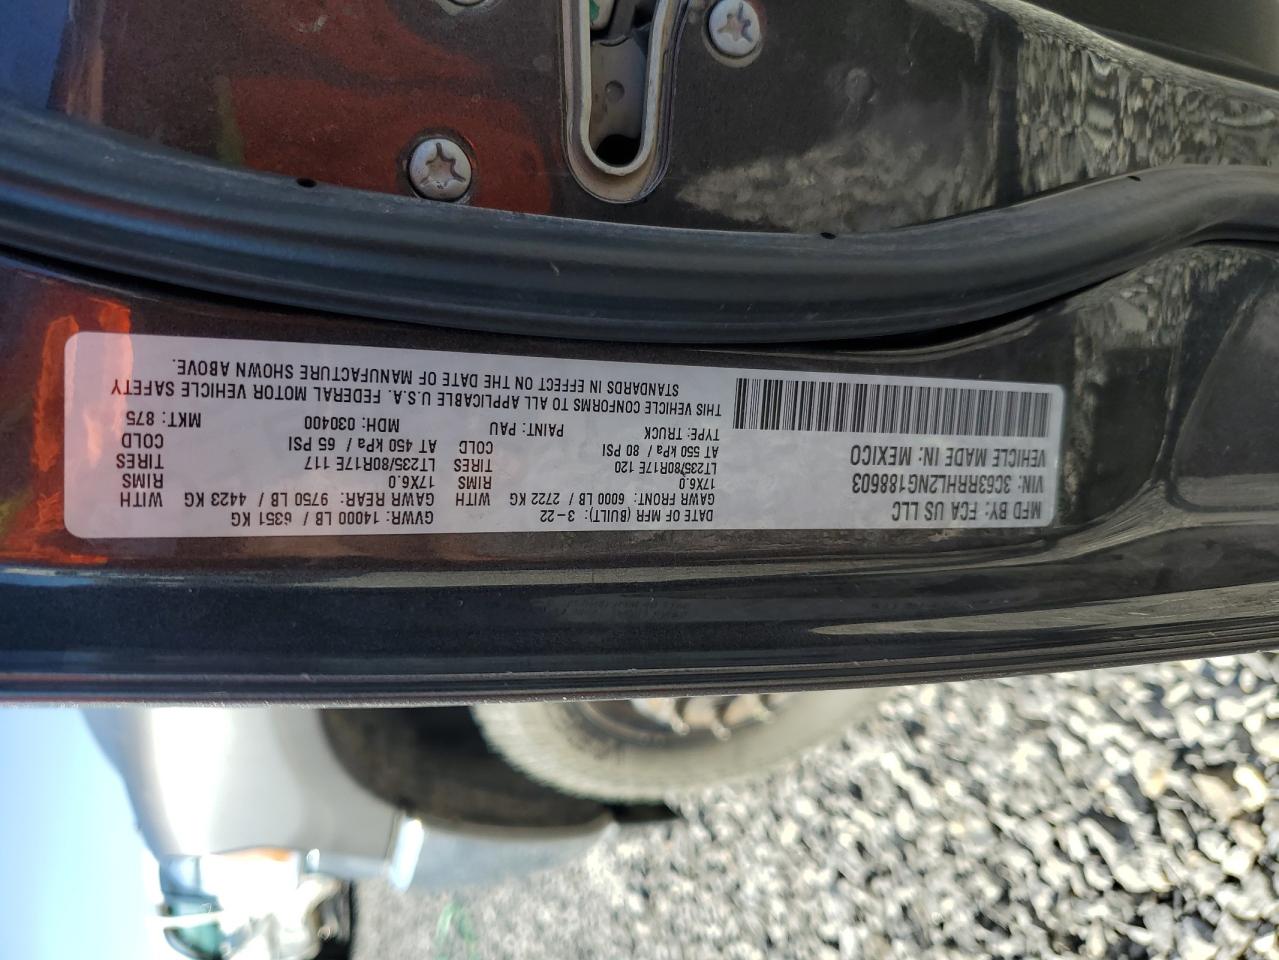 MFD BY: FCA US LLC
DATE OF MFR (BUILT): 3-22
GVWR: 14000 LB / 6351 KG
GAWR FRONT: 6000 LB / 2722 KG WITH
GAWR REAR: 9750 LB / 4423 KG WITH
VIN: 3C63RRHL2NG188603
17X6.0 RIMS
17X6.0 RIMS
VEHICLE MADE IN: MEXICO
LT235/80R17E 120 TIRES
LT235/80R17E 117 TIRES
AT 550 kPa / 80 PSI COLD
AT 450 kPa / 65 PSI COLD
TYPE: TRUCK PAINT: PAU MDH: 030400 MKT: 875
THIS VEHICLE CONFORMS TO ALL APPLICABLE U.S.A. FEDERAL MOTOR VEHICLE SAFETY
STANDARDS IN EFFECT ON THE DATE OF MANUFACTURE SHOWN ABOVE.